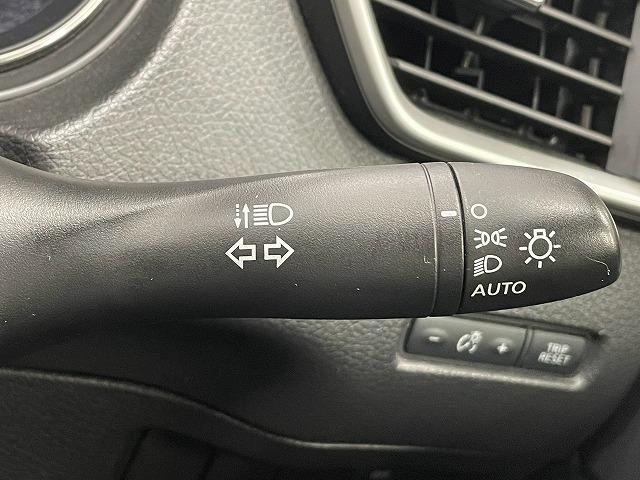 AUTO
- +
TRIP
RESET